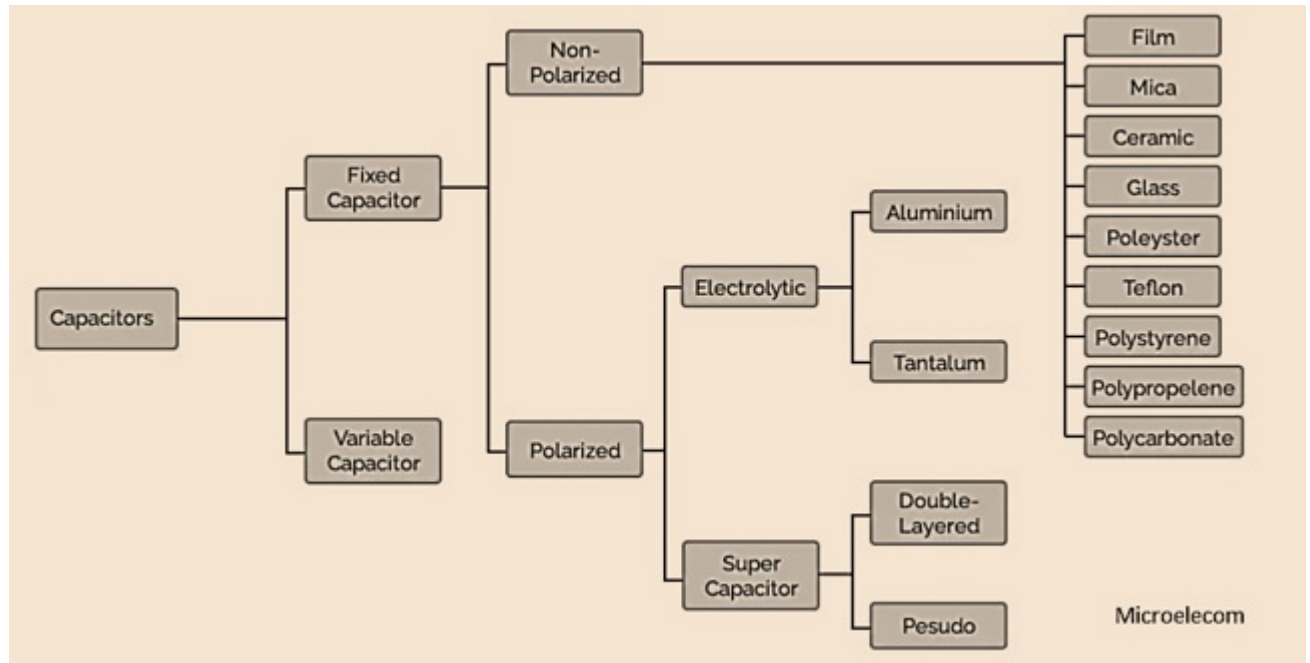 Capacitors
Fixed
Capacitor
Variable
Capacitor
Non-
Polarized
Polarized
Electrolytic
Super
Capacitor
Aluminium
Tantalum
Double-
Layered
Pesudo
Film
Mica
Ceramic
Glass
Poleyster
Teflon
Polystyrene
Polypropelene
Polycarbonate
Microelecom